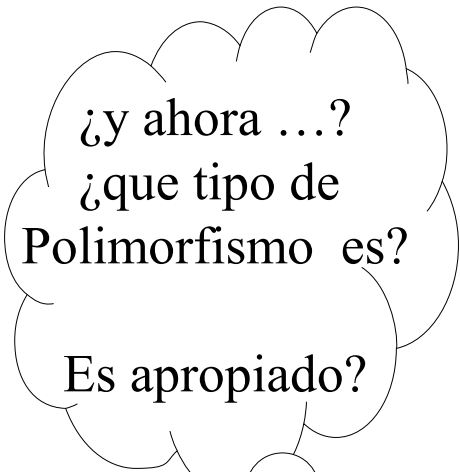 ¿y ahora …?
¿que tipo de
Polimorfismo es?
Es apropiado?